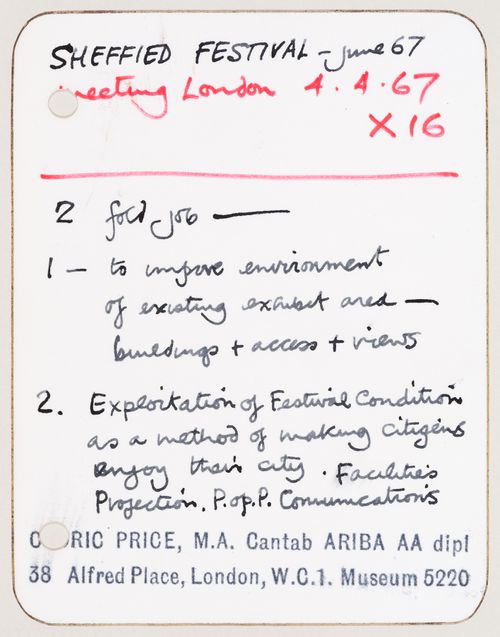 SHEFFIED FESTIVAL - june 67
meeting London 4.4.67
X16
2 fold job —
1 - to improve environment
of existing exhibit area —
buildings + access + views
2. Exploitation of Festival Condition
as a method of making citizens
enjoy their city. Facilities
Projection. P.o.P. Communications
C RIC PRICE, M.A. Cantab ARIBA AA dipl
38 Alfred Place, London, W.C.1. Museum 5220